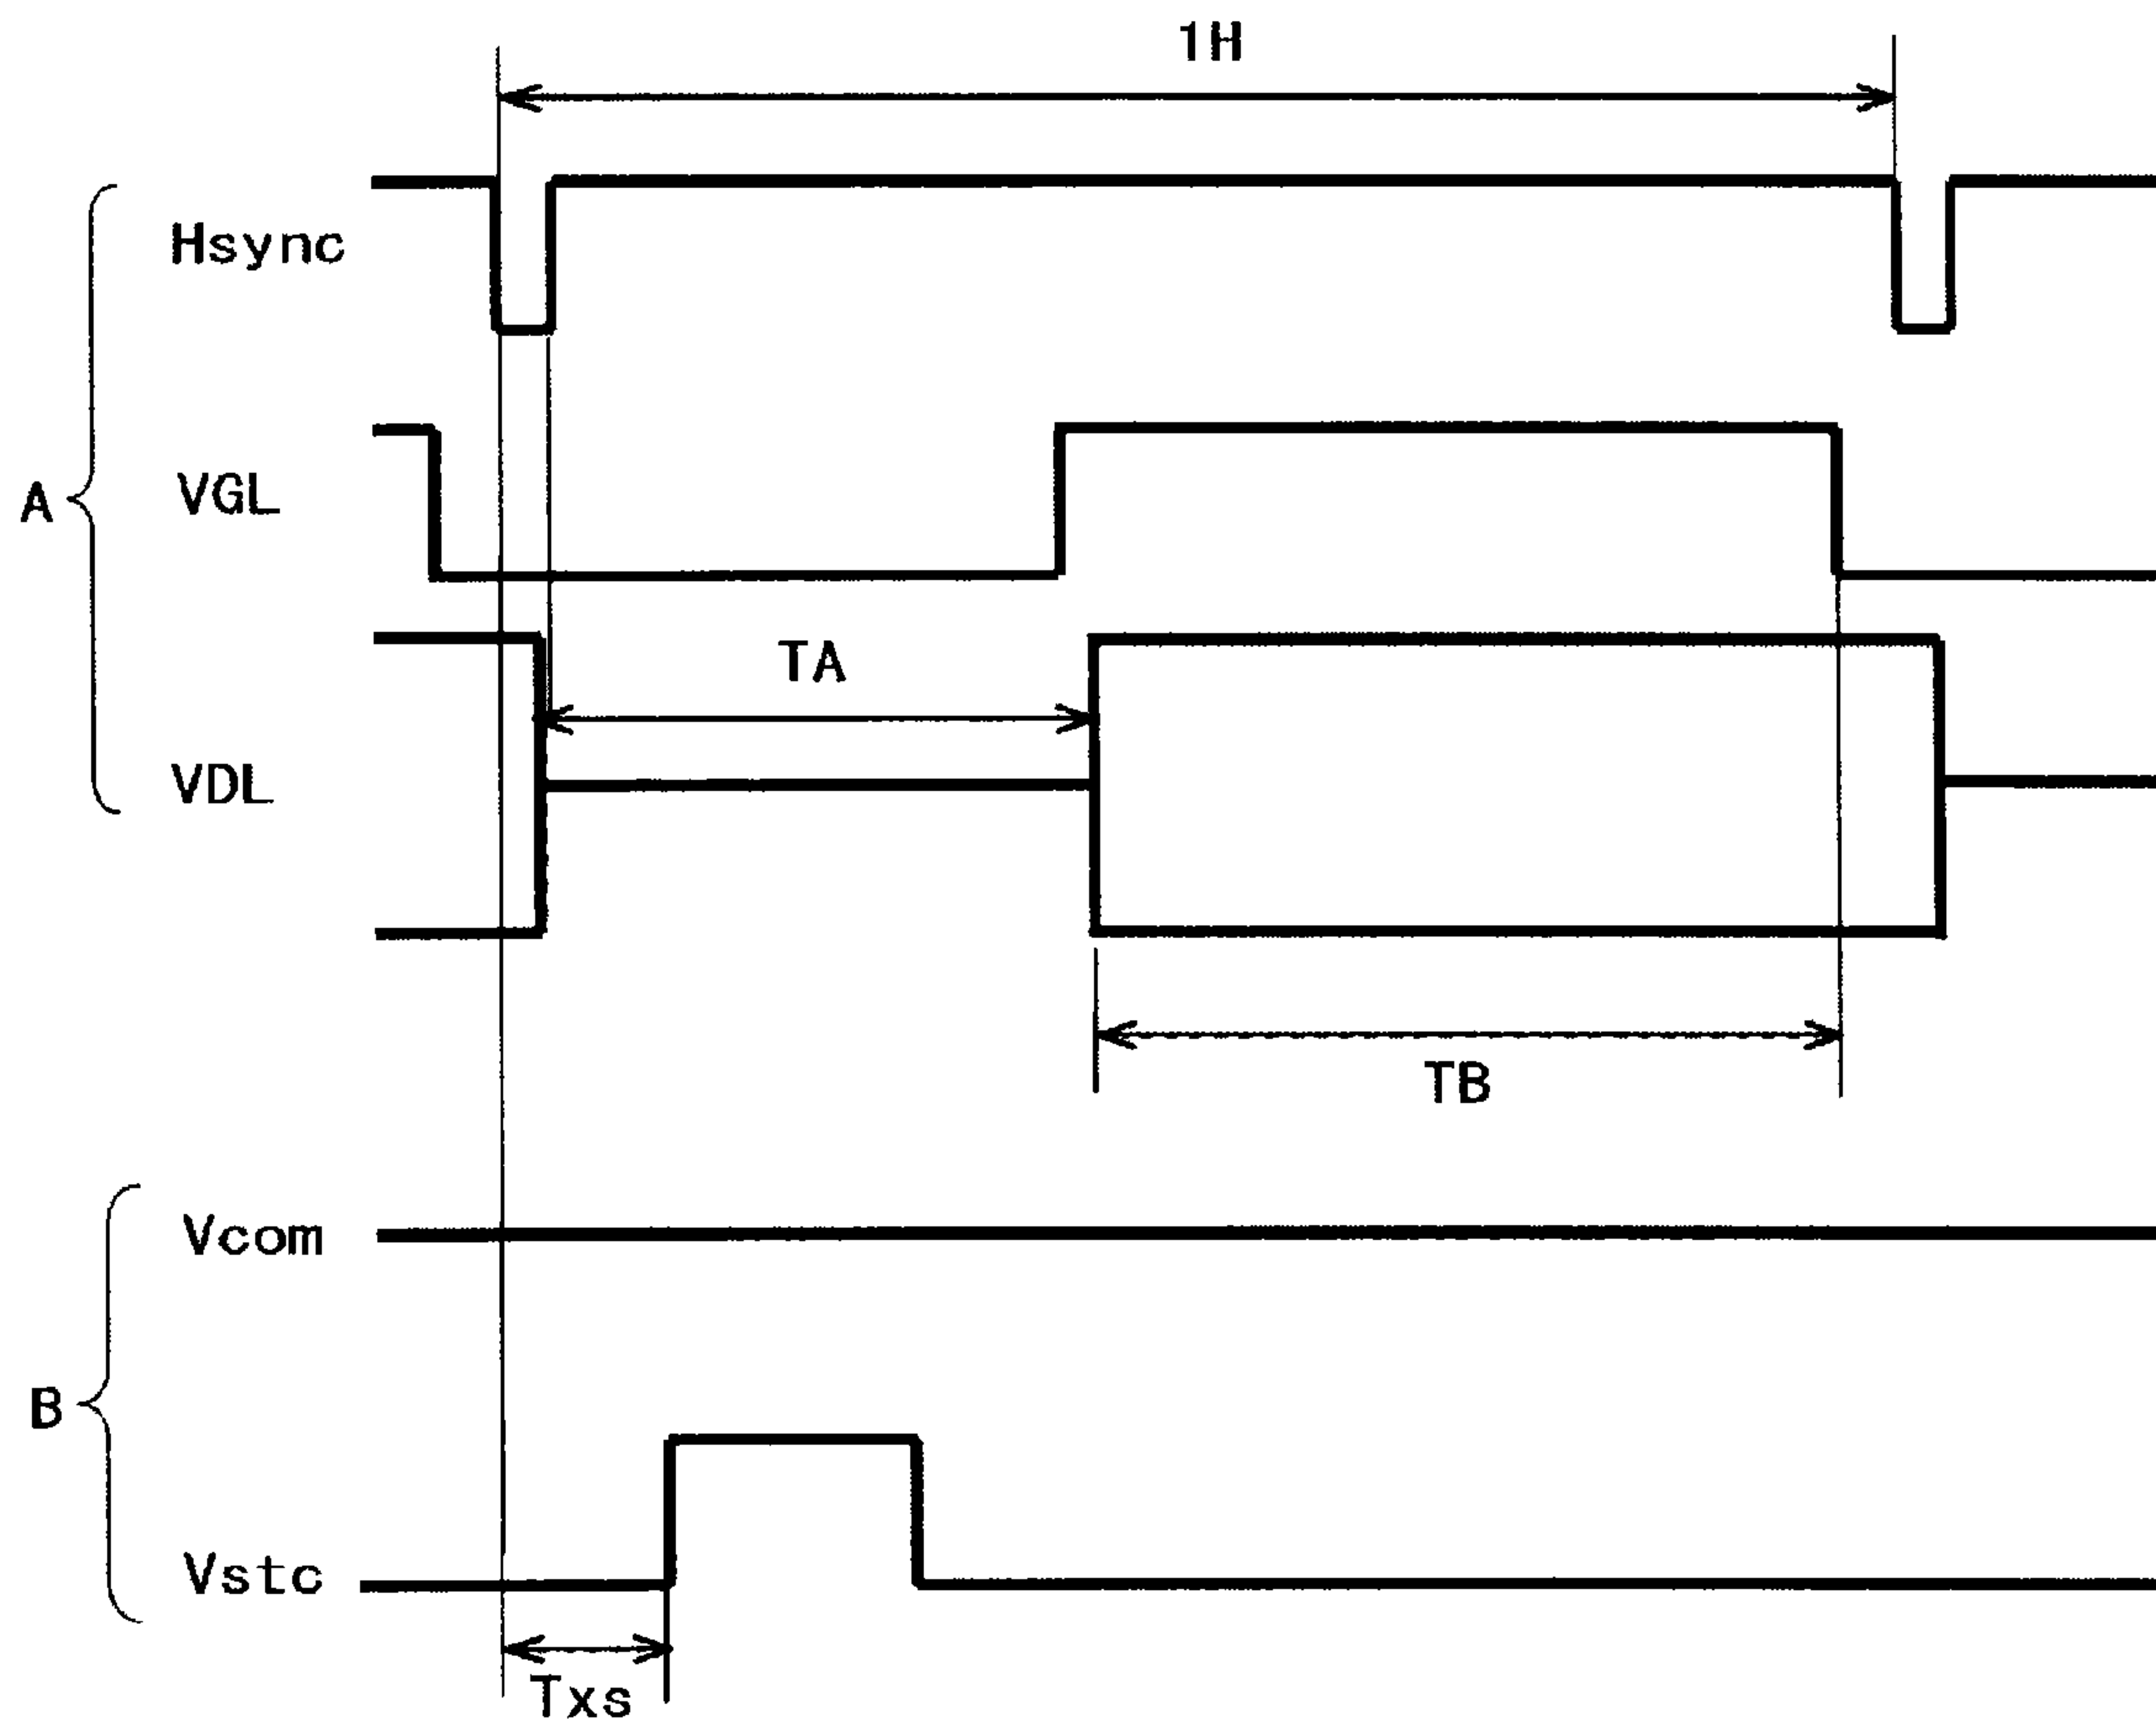 1H
Hsync
VGL
A
TA
VDL
TB
Vcom
B
Vstc
Txs